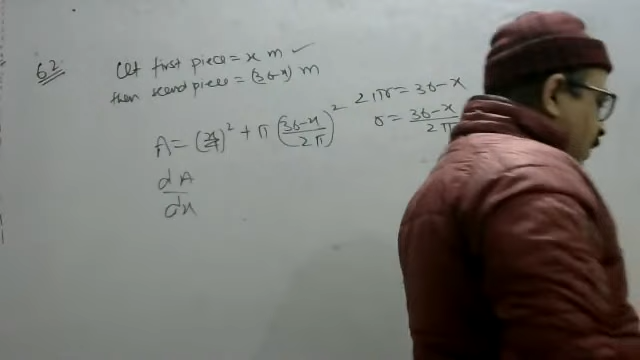 62.
Let first piece = x m ✓
then second piece = (36-x) m
2πr = 36-x
r = 36-x / 2π
A = (x/4)² + π (36-x / 2π)²
dA / dx